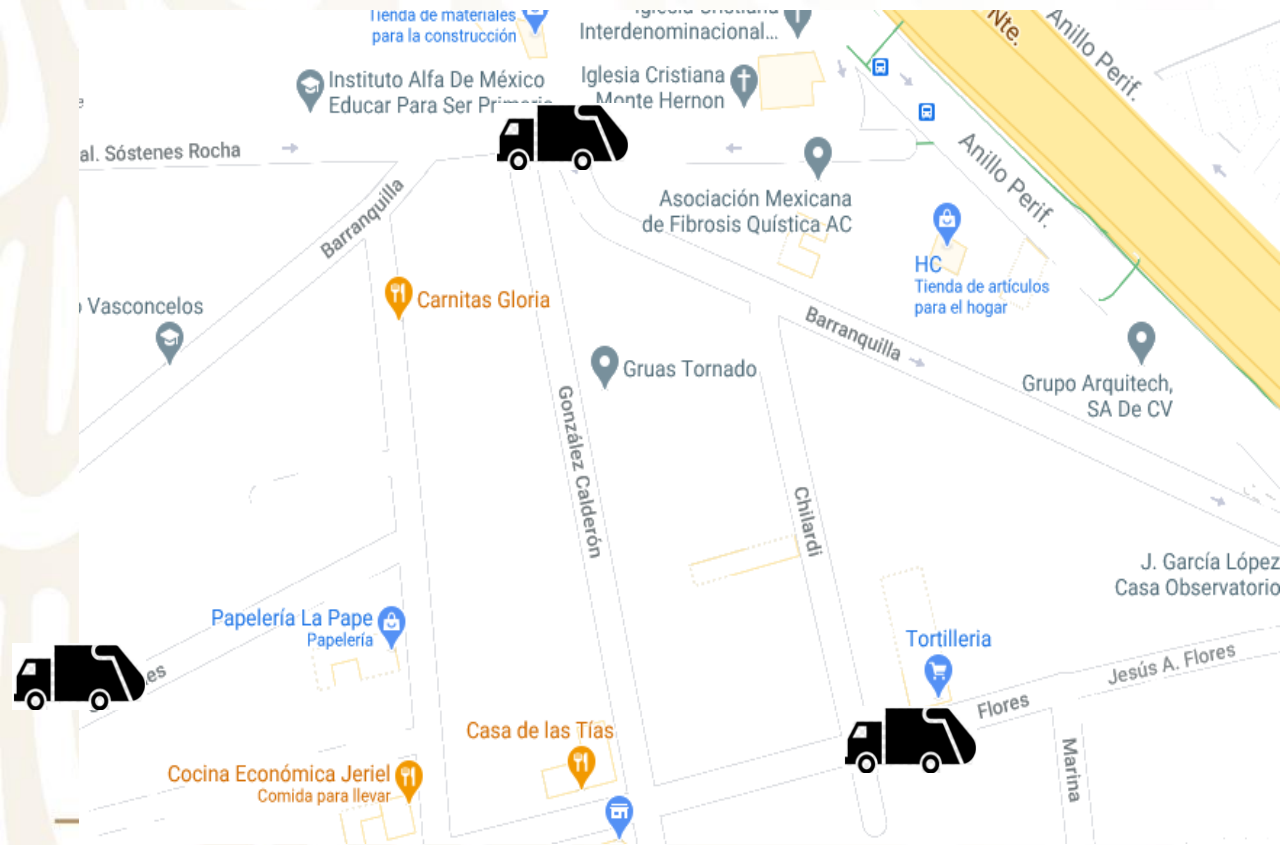 Tienda de materiales
para la construcción
Iglesia Cristiana
Interdenominacional...
Nte.
Anillo Perif.
Instituto Alfa De México
Educar Para Ser Primaria
Iglesia Cristiana
Monte Hernon
al. Sóstenes Rocha
Anillo Perif.
Barranquilla
Asociación Mexicana
de Fibrosis Quística AC
HC
Tienda de artículos
para el hogar
Carnitas Gloria
Vasconcelos
Barranquilla
Gruas Tornado
Grupo Arquitech,
SA De CV
González Calderón
Chilardi
J. García López
Casa Observatorio
Papelería La Pape
Papelería
Tortilleria
Jesús A. Flores
es
Flores
Casa de las Tías
Marina
Cocina Económica Jeriel
Comida para llevar